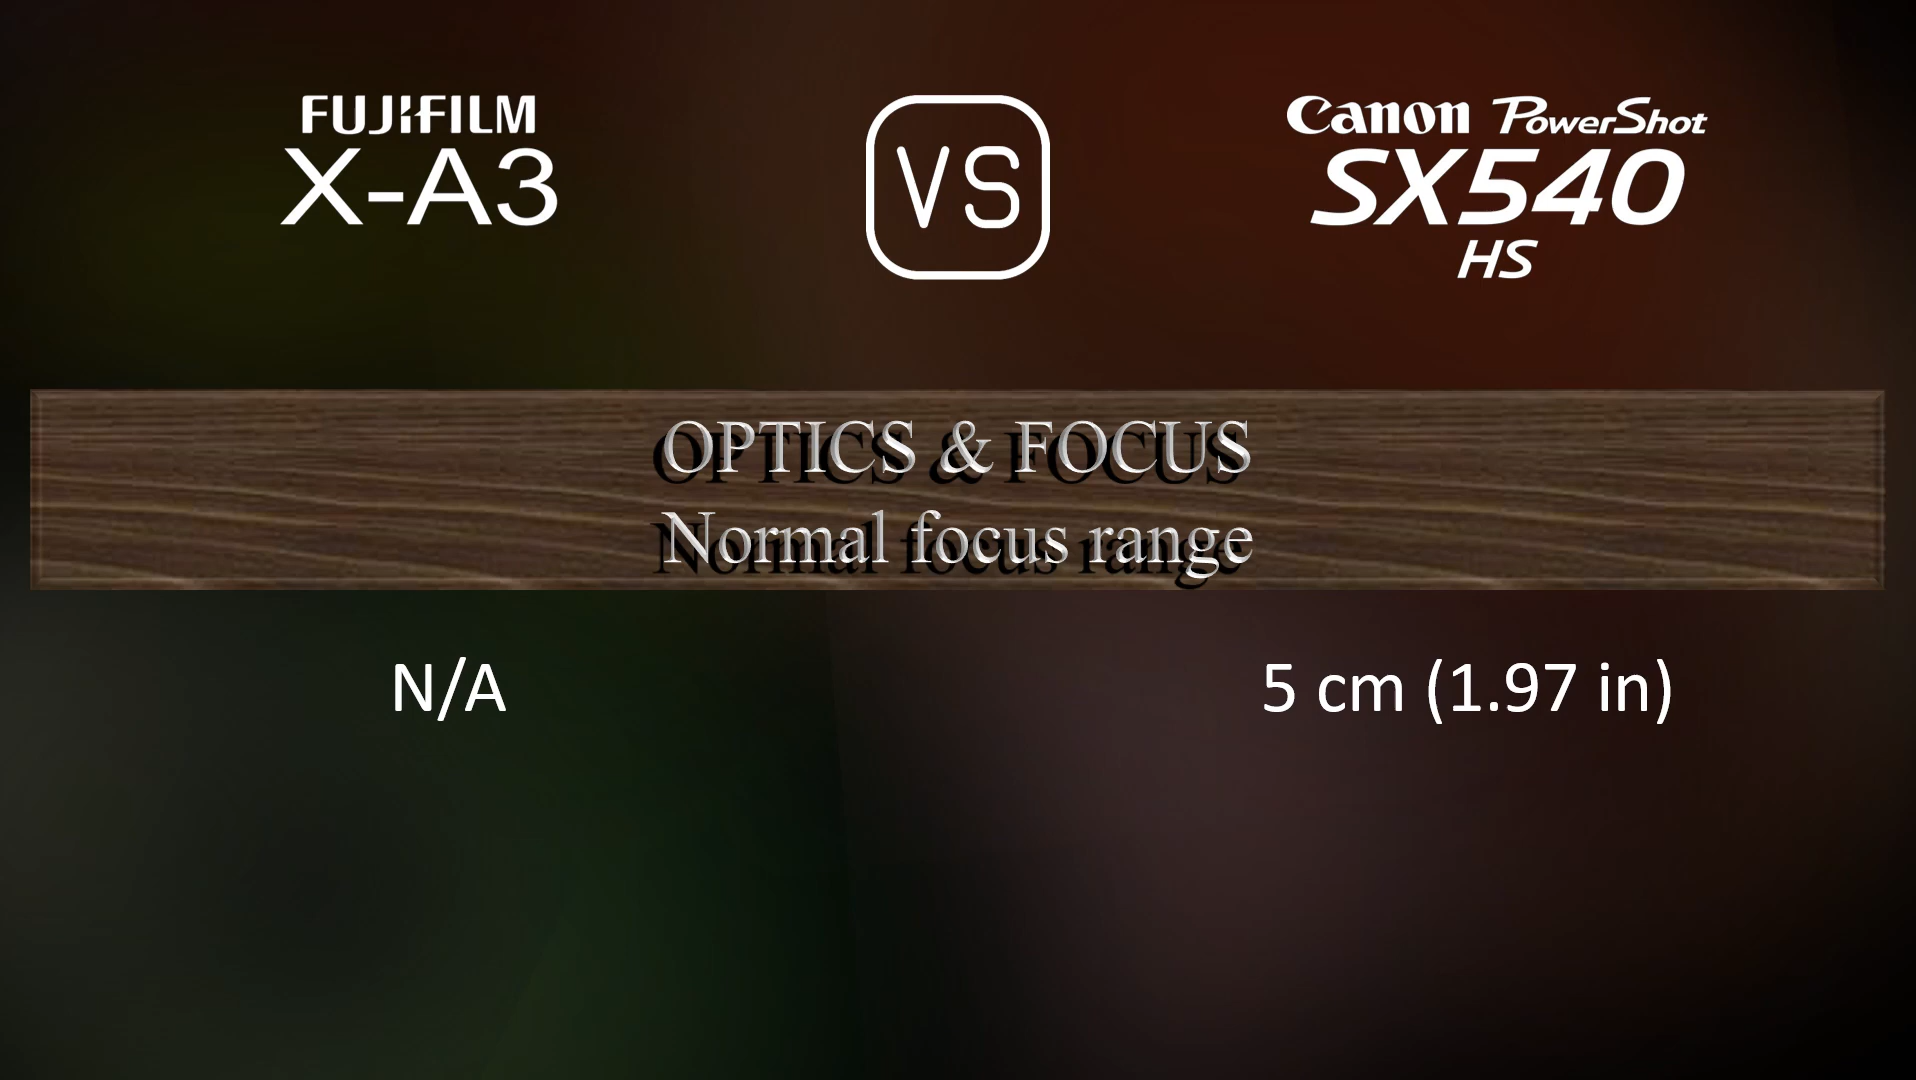 FUJIFILM
X-A3
VS
Canon PowerShot
SX540
HS
OPTICS & FOCUS
Normal focus range
N/A
5 cm (1.97 in)